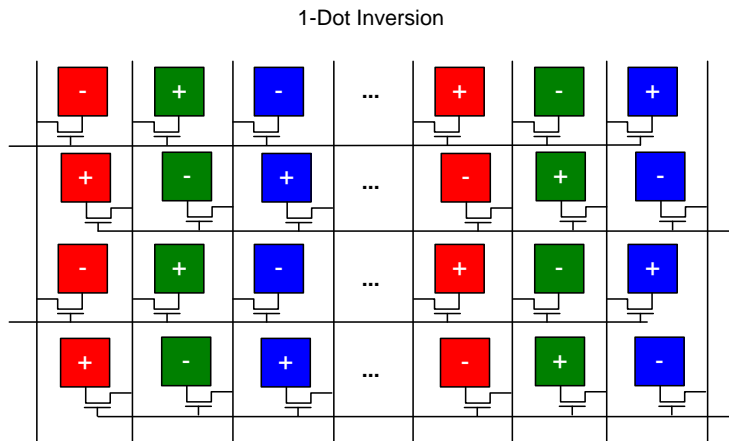 1-Dot Inversion
- + - ... + - +
+ - + ... - + -
- + - ... + - +
+ - + ... - + -